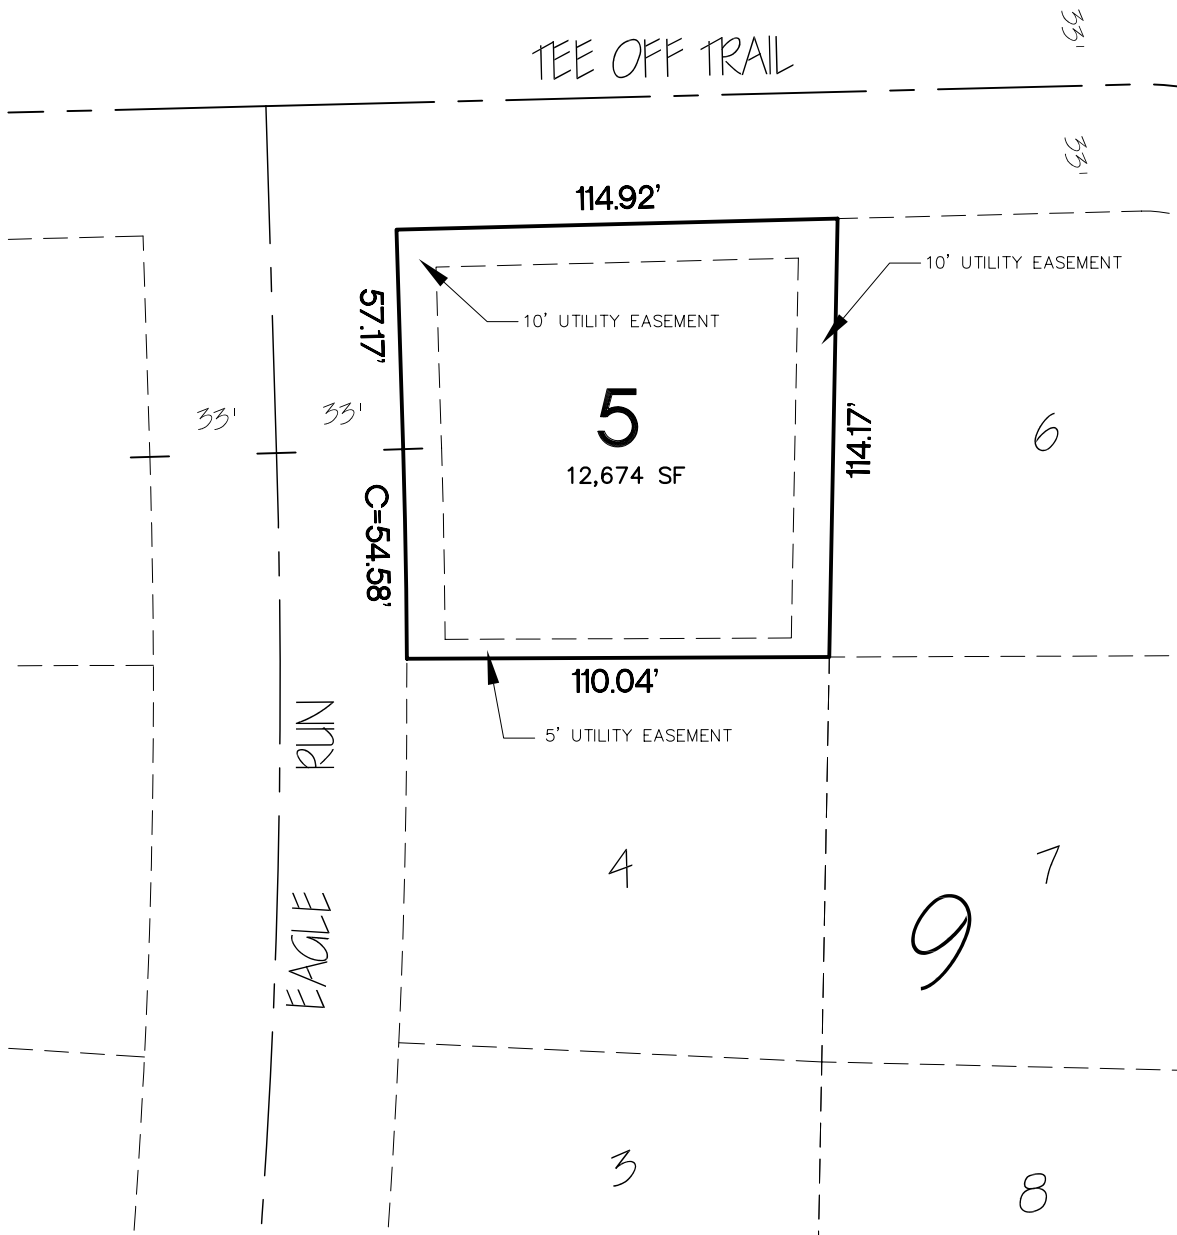 33'
TEE OFF TRAIL
33'
114.92'
10' UTILITY EASEMENT
57.17'
10' UTILITY EASEMENT
5
33'
33'
114.17'
6
12,674 SF
C=54.58'
110.04'
5' UTILITY EASEMENT
EAGLE RUN
4
7
9
3
8